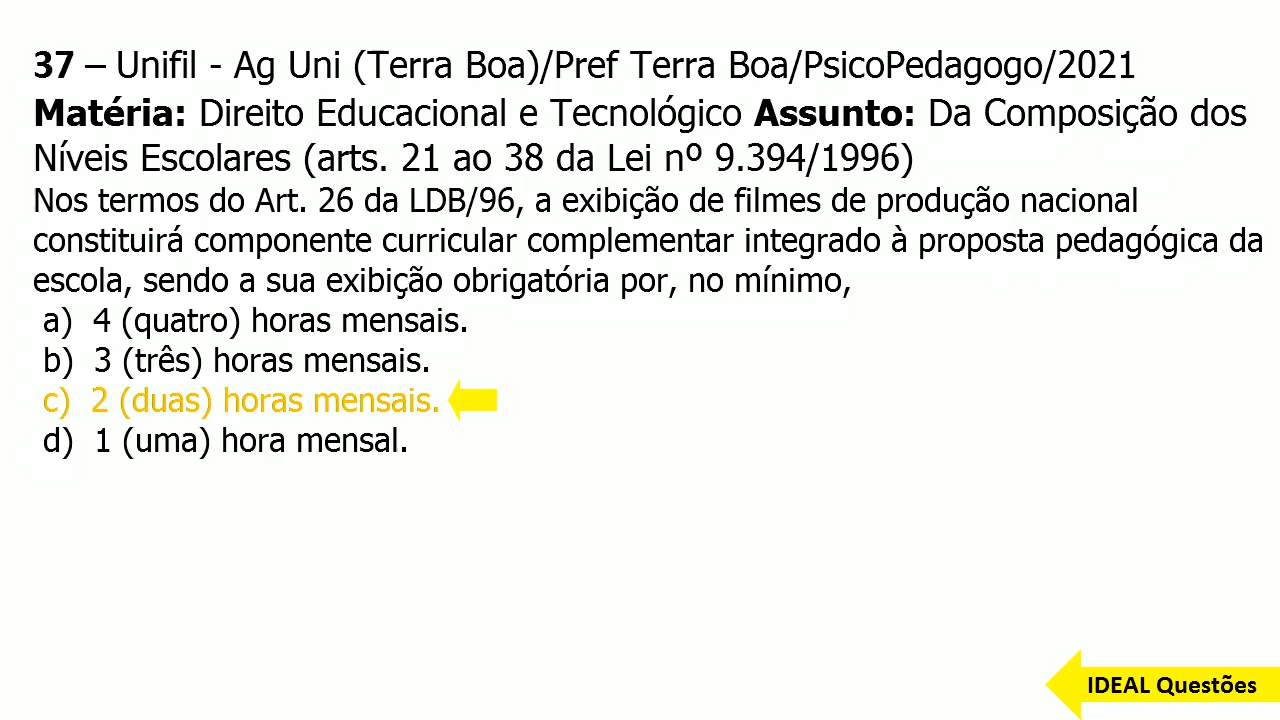 37 – Unifil - Ag Uni (Terra Boa)/Pref Terra Boa/PsicoPedagogo/2021
Matéria: Direito Educacional e Tecnológico Assunto: Da Composição dos
Níveis Escolares (arts. 21 ao 38 da Lei nº 9.394/1996)
Nos termos do Art. 26 da LDB/96, a exibição de filmes de produção nacional
constituirá componente curricular complementar integrado à proposta pedagógica da
escola, sendo a sua exibição obrigatória por, no mínimo,
a) 4 (quatro) horas mensais.
b) 3 (três) horas mensais.
c) 2 (duas) horas mensais.
d) 1 (uma) hora mensal.
IDEAL Questões